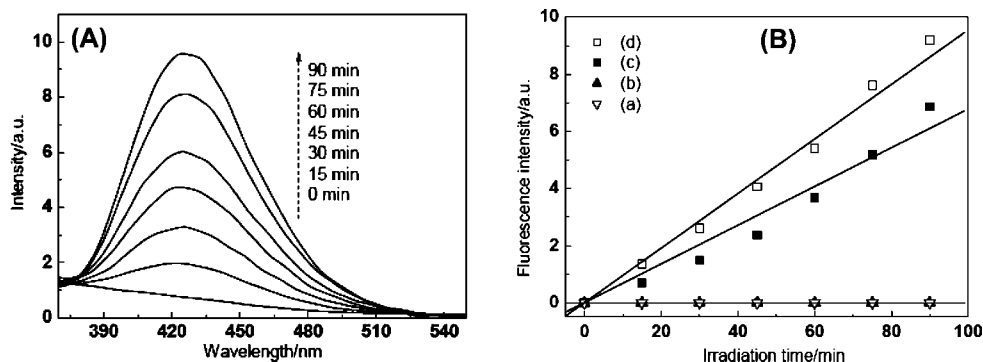 (A)
10
8
6
4
2
0
Intensity/a.u.
90 min
75 min
60 min
45 min
30 min
15 min
0 min
390
420
450
480
510
540
Wavelength/nm
(B)
10
8
6
4
2
0
Fluorescence intensity/a.u.
(d)
(c)
(b)
(a)
0
20
40
60
80
100
Irradiation time/min